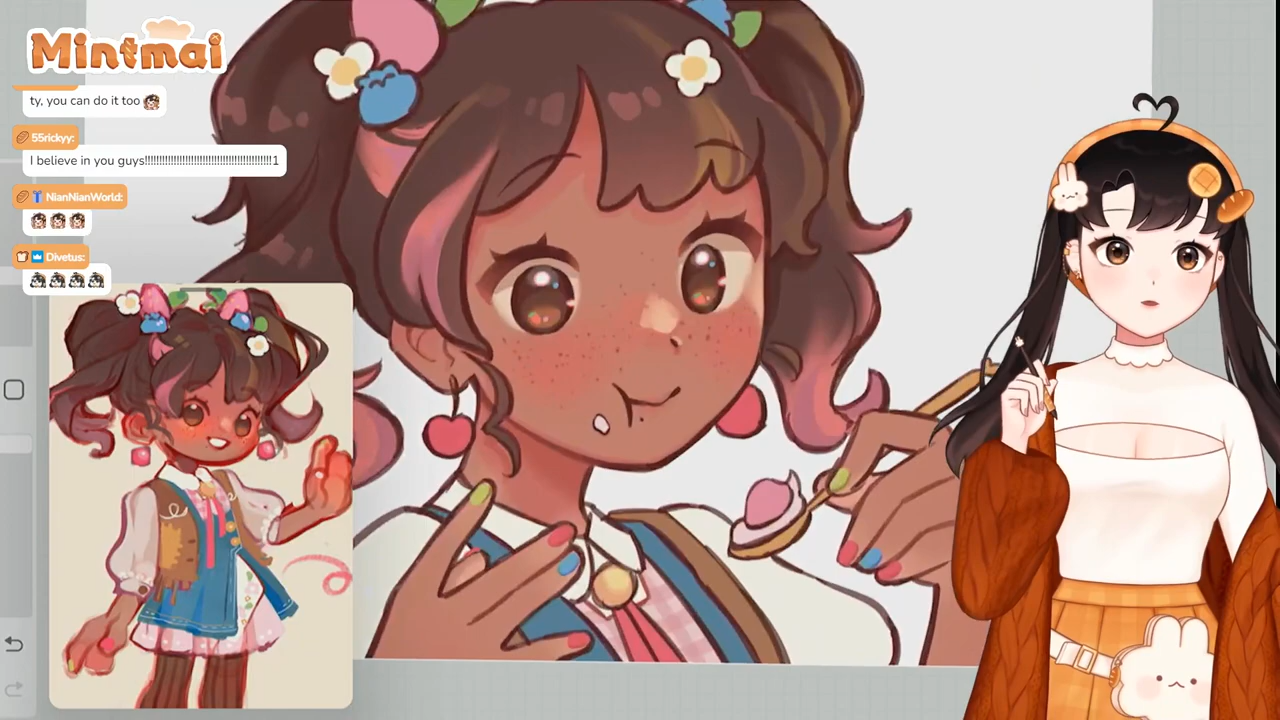 Mintmai
ty, you can do it too
55rickyy:
I believe in you guys!!!!!!!!!!!!!!!!!!!!!!!!!!!!!!!!!!!!!!!!!!!!!!1
NianNianWorld:
Divetus: